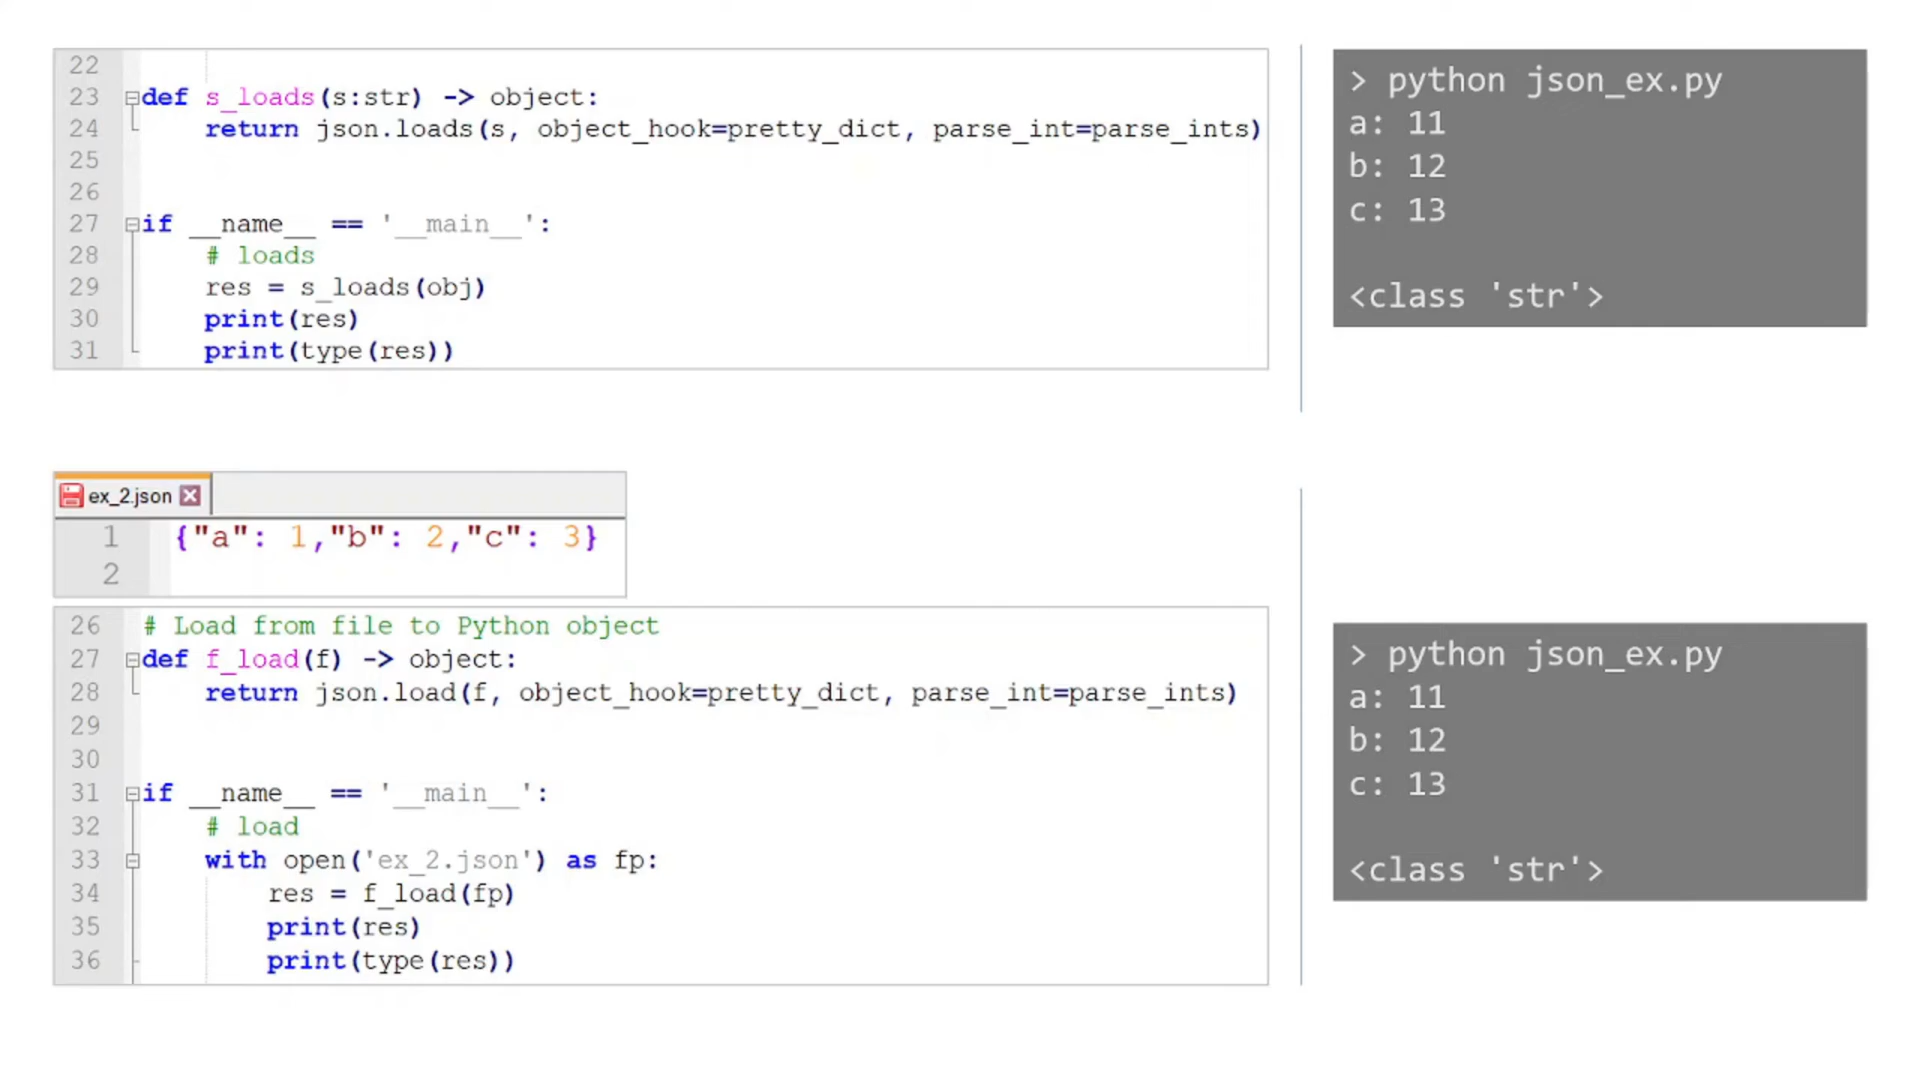 22
23 def s_loads(s:str) -> object:
24 return json.loads(s, object_hook=pretty_dict, parse_int=parse_ints)
25
26
27 if __name__ == '__main__':
28 # loads
29 res = s_loads(obj)
30 print(res)
31 print(type(res))
> python json_ex.py
a: 11
b: 12
c: 13
<class 'str'>
ex_2.json
1 {"a": 1,"b": 2,"c": 3}
2
26 # Load from file to Python object
27 def f_load(f) -> object:
28 return json.load(f, object_hook=pretty_dict, parse_int=parse_ints)
29
30
31 if __name__ == '__main__':
32 # load
33 with open('ex_2.json') as fp:
34 res = f_load(fp)
35 print(res)
36 print(type(res))
> python json_ex.py
a: 11
b: 12
c: 13
<class 'str'>